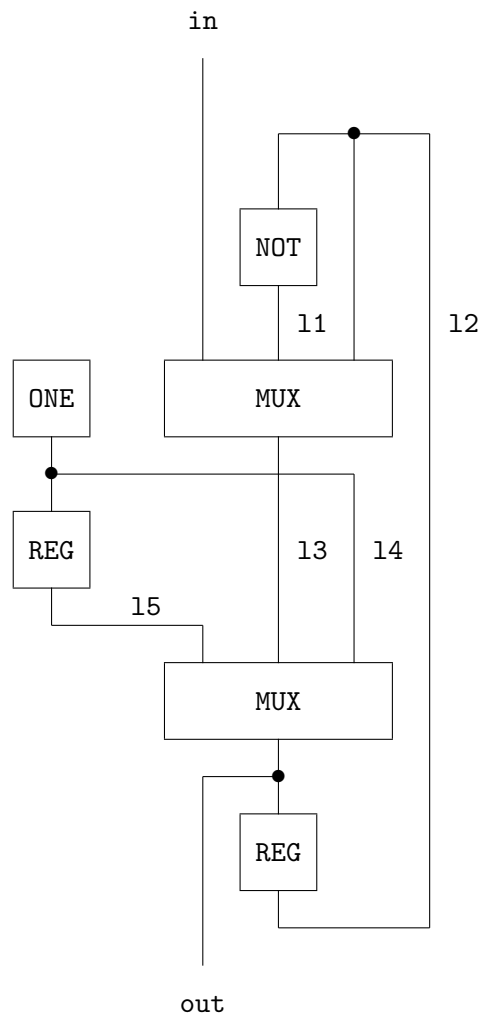 in
NOT
l1 l2
ONE MUX
REG l3 l4
l5
MUX
REG
out